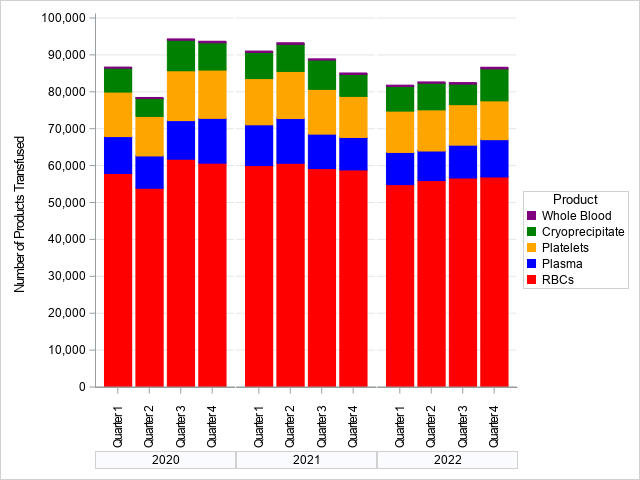 100,000
90,000
80,000
70,000
60,000
50,000
40,000
30,000
20,000
10,000
0
Number of Products Transfused
Quarter 1
Quarter 2
Quarter 3
Quarter 4
Quarter 1
Quarter 2
Quarter 3
Quarter 4
Quarter 1
Quarter 2
Quarter 3
Quarter 4
2020
2021
2022
Product
Whole Blood
Cryoprecipitate
Platelets
Plasma
RBCs